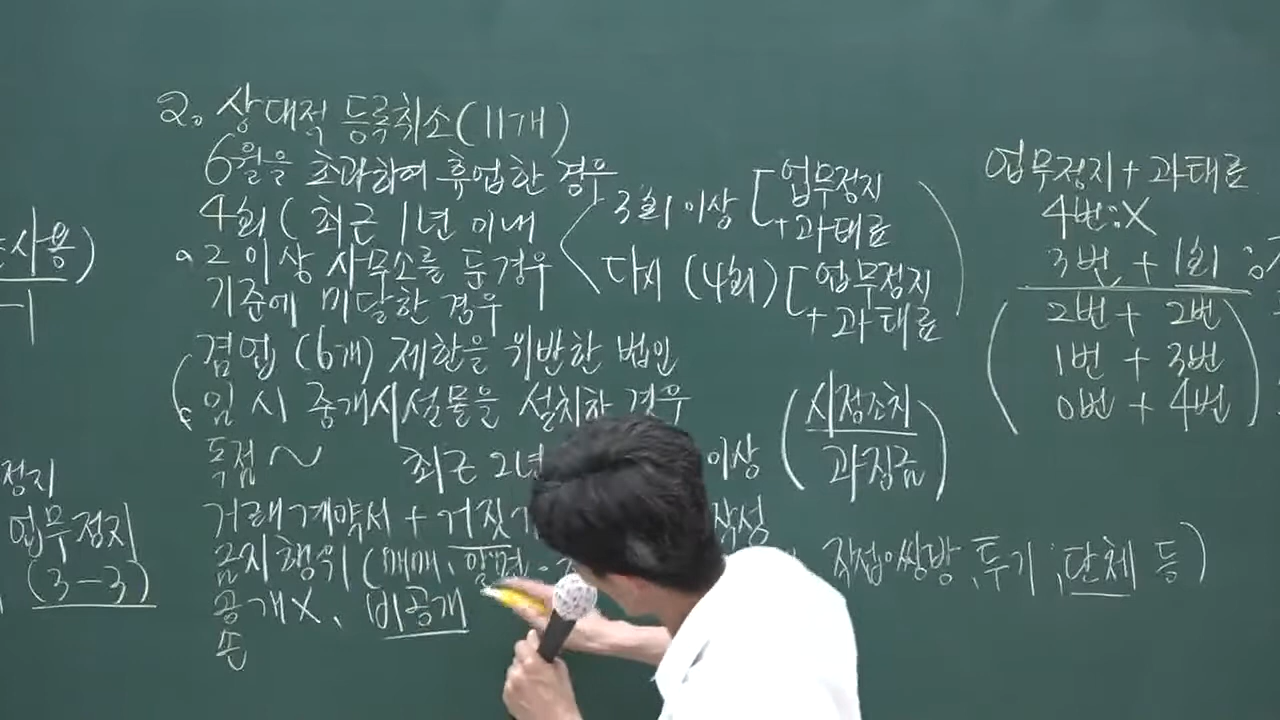 2. 상대적 등록취소(11개)
6월을 초과하여 휴업한 경우
4회( 최근 1년 이내
2 이상 사무소를 둔경우
기준에 미달한 경우
겸업 (6개) 제한을 위반한 법인
임시 중개시설물을 설치한 경우
독점 ~ 최근 2년 이상
거래계약서 + 거짓
금지행위 (매매、알선
공개X、비공개
돈
3회이상 [업무정지
+과태료
다시 (4회) [업무정지
+과태료
(시정조치
과징금)
작성
직접이쌍방、투기;단체 등)
업무정지+과태료
4번:X
3번 + 1회 :
2번+ 2번
1번 + 3번
0번 + 4번
사용)
정지
업무정지
(3-3)